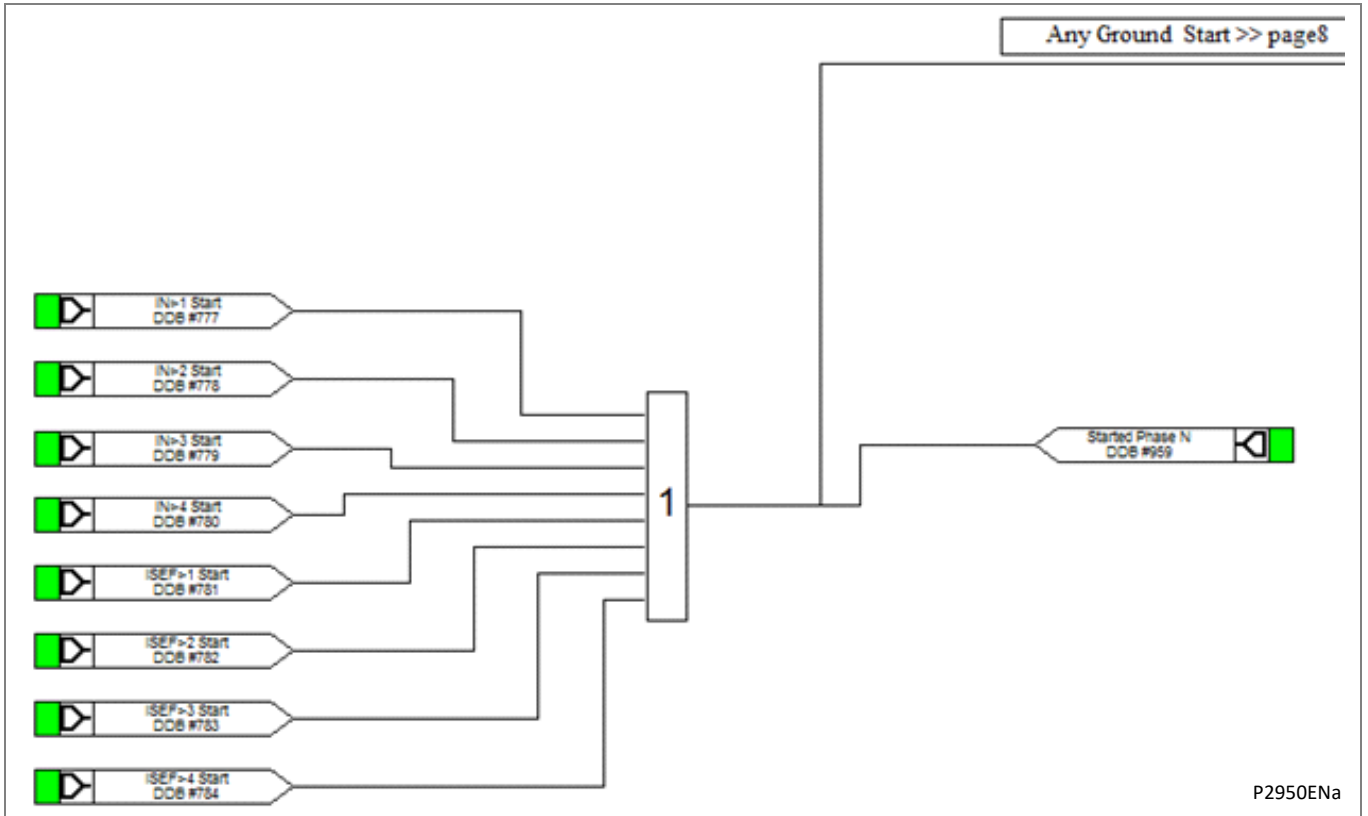 Any Ground Start >> page8
IN>1 Start
DDB #777
IN>2 Start
DDB #778
IN>3 Start
DDB #779
IN>4 Start
DDB #780
ISEF>1 Start
DDB #781
ISEF>2 Start
DDB #782
ISEF>3 Start
DDB #783
ISEF>4 Start
DDB #784
1
Started Phase N
DDB #959
P2950ENa